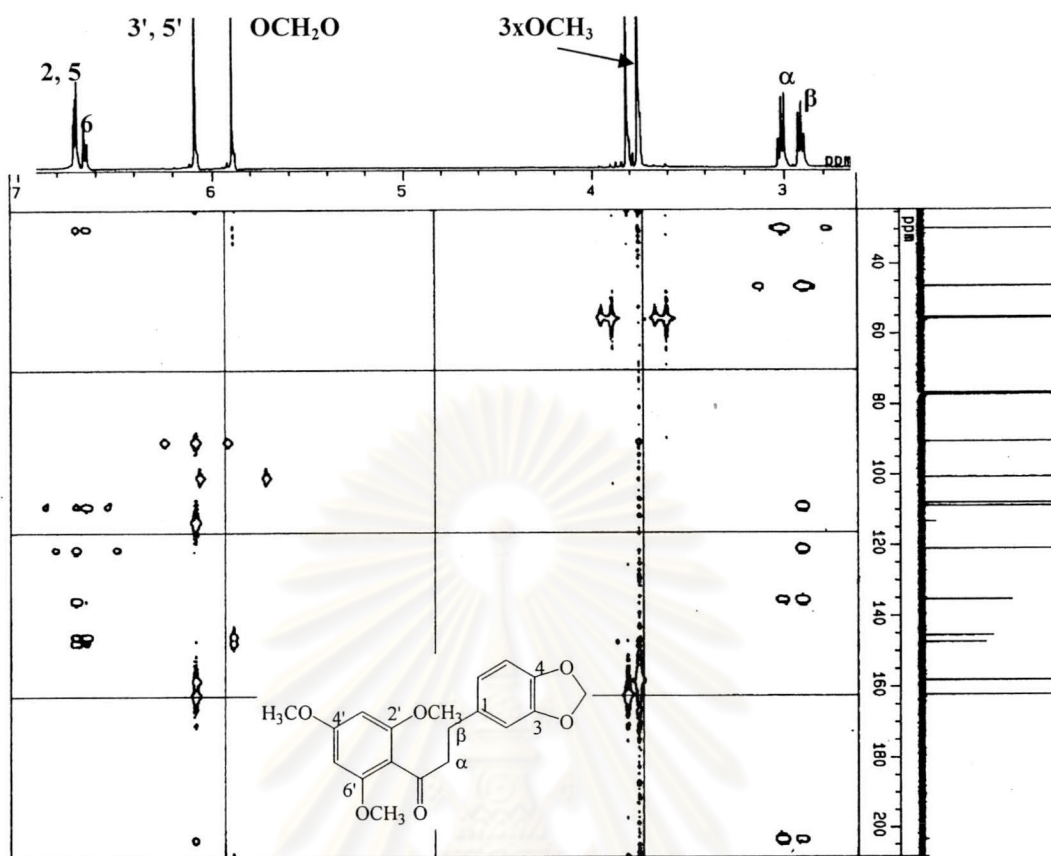 3', 5' OCH₂O 3xOCH₃
2, 5 6 α β
PPM
7 6 5 4 3
ppm
40
60
80
100
120
140
160
180
200
H₃CO 4' 2' OCH₃ 1 4 O
3 O
β
α
6' OCH₃ O